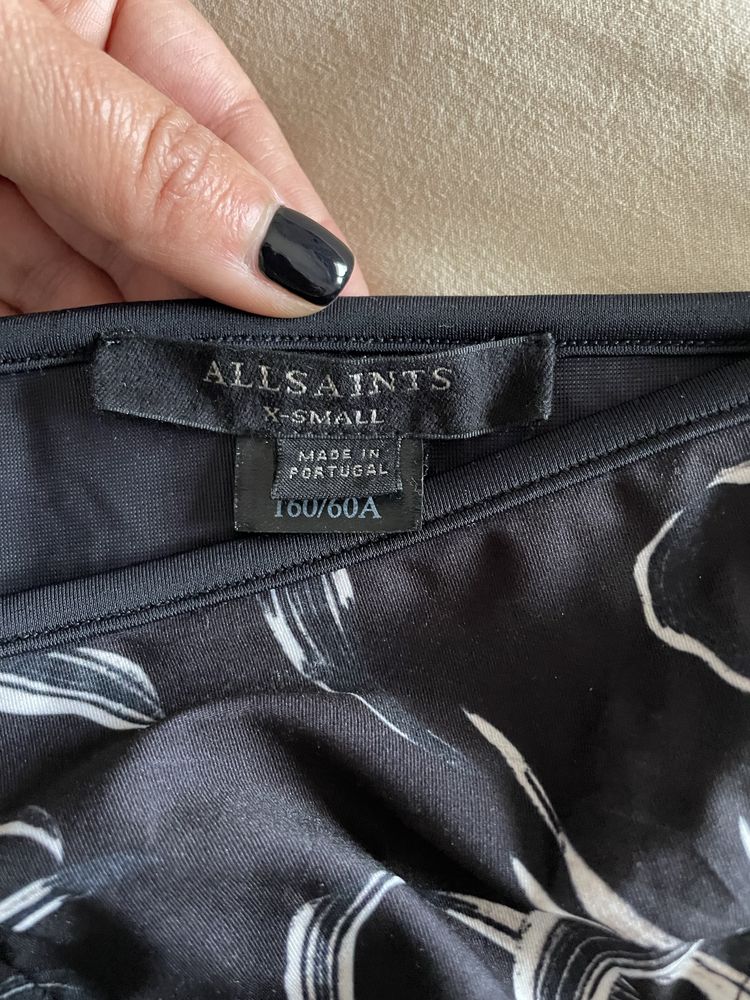 ALLSAINTS
X-SMALL
MADE IN
PORTUGAL
160/60A